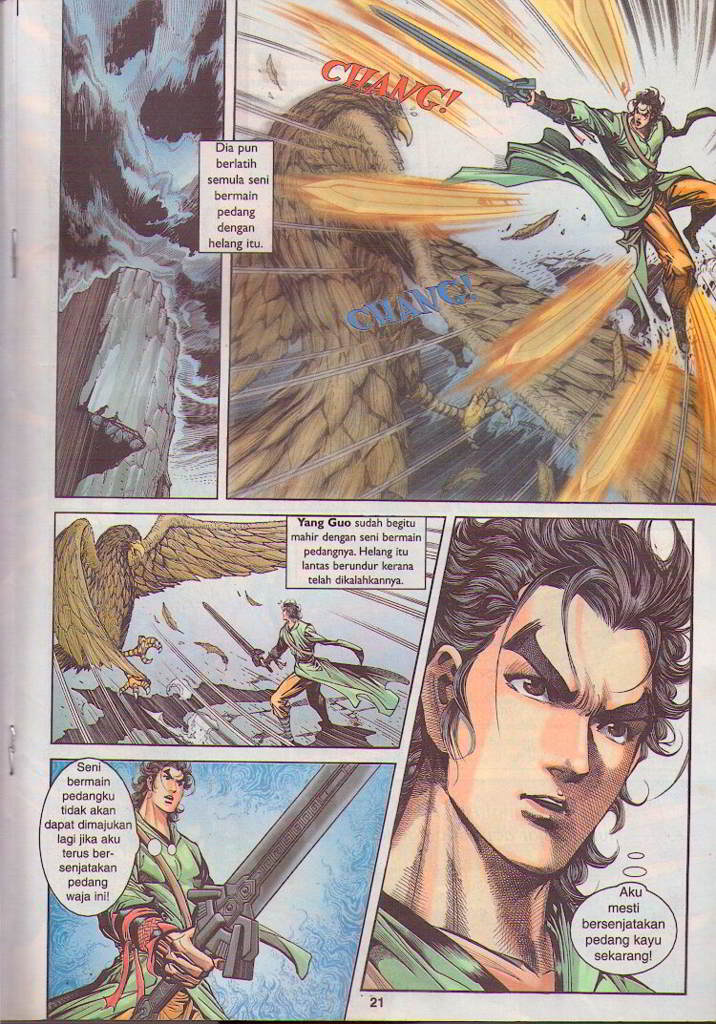 CHANG!
Dia pun
berlatih
semula seni
bermain
pedang
dengan
helang itu.
CHANG!
Yang Guo sudah begitu
mahir dengan seni bermain
pedangnya. Helang itu
lantas berundur kerana
telah dikalahkannya.
Seni
bermain
pedangku
tidak akan
dapat dimajukan
lagi jika aku
terus ber-
senjatakan
pedang
waja ini!
Aku
mesti
bersenjatakan
pedang kayu
sekarang!
21